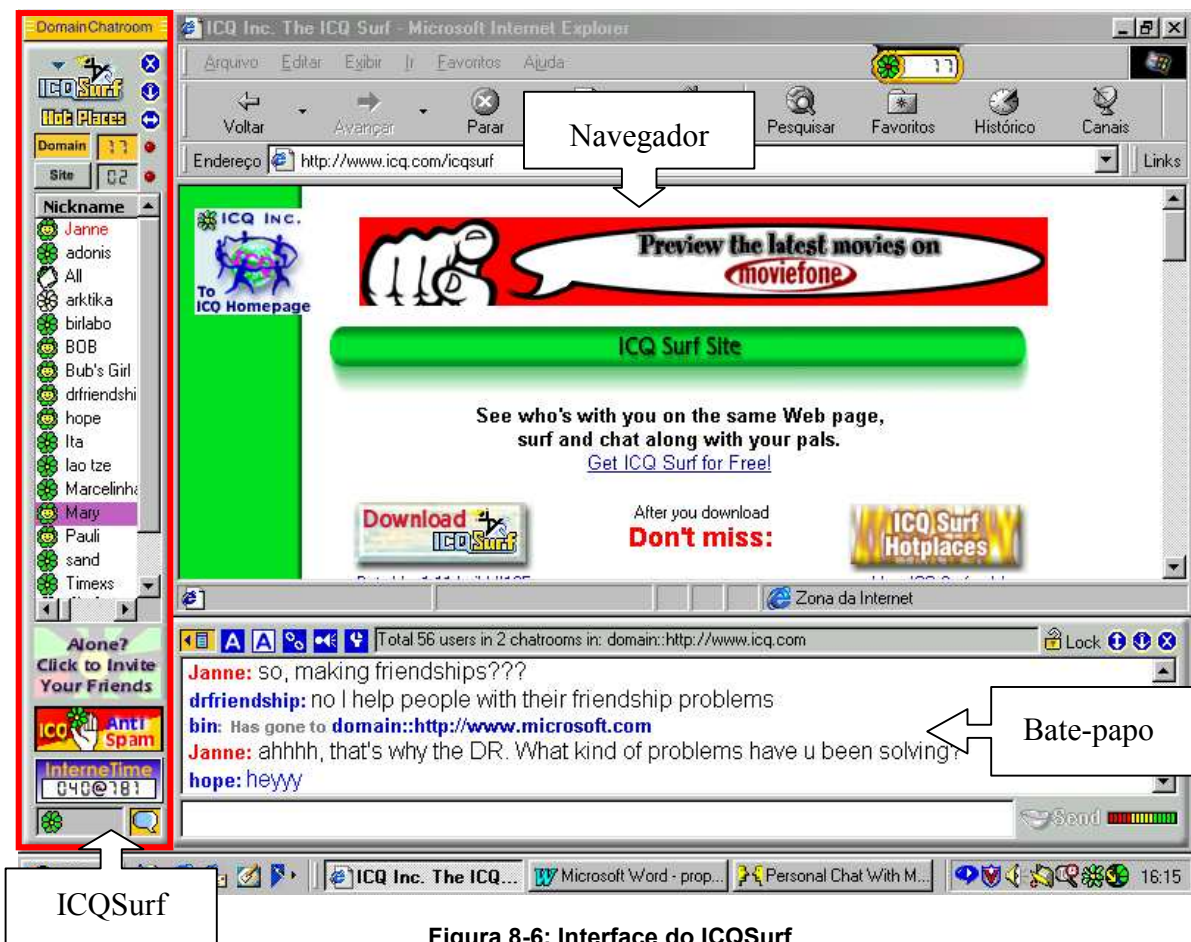 DomainChatroom
ICQ Inc. The ICQ Surf - Microsoft Internet Explorer
Arquivo Editar Exibir Ir Favoritos Ajuda
17
ICQ Surf
Hot Places
Domain 17
Site 02
Voltar Avançar Parar Pesquisar Favoritos Histórico Canais
Navegador
Endereço http://www.icq.com/icqsurf Links
Nickname
Janne
adonis
All
arktika
birlabo
BOB
Bub's Girl
drfriendshi
hope
Ita
lao tze
Marcelinha
Mary
Pauli
sand
Timexs
ICQ INC.
To
ICQ Homepage
Preview the latest movies on
moviefone
ICQ Surf Site
See who's with you on the same Web page,
surf and chat along with your pals.
Get ICQ Surf for Free!
Download
ICQ Surf
After you download
Don't miss:
ICQ Surf
Hotplaces
Zona da Internet
Alone?
Click to Invite
Your Friends
ICQ Anti
Spam
InterneTime
040@781
Total 56 users in 2 chatrooms in: domain::http://www.icq.com Lock
Janne: so, making friendships???
drfriendship: no I help people with their friendship problems
bin: Has gone to domain::http://www.microsoft.com
Janne: ahhhh, that's why the DR. What kind of problems have u been solving?
hope: heyyy
Bate-papo
Send
ICQSurf
ICQ Inc. The ICQ... Microsoft Word - prop... Personal Chat With M... 16:15
Figura 8-6: Interface do ICQSurf